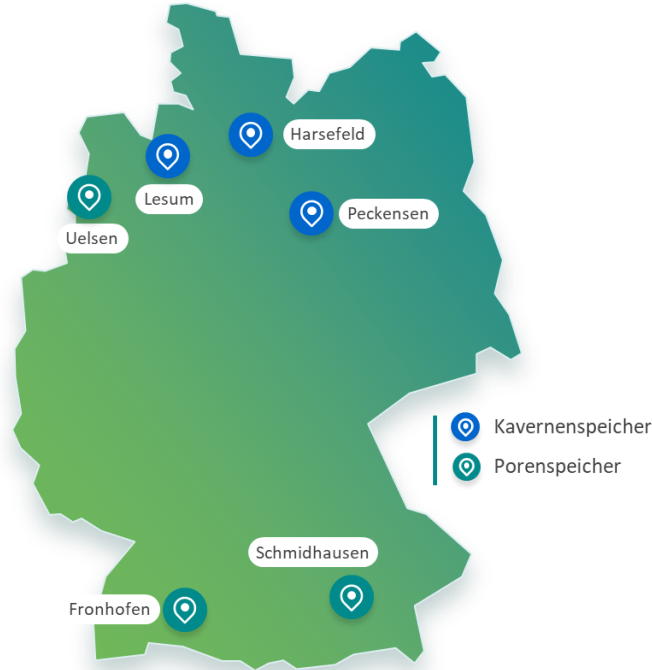 Harsefeld
Lesum
Peckensen
Uelsen
Kavernenspeicher
Porenspeicher
Schmidhausen
Fronhofen